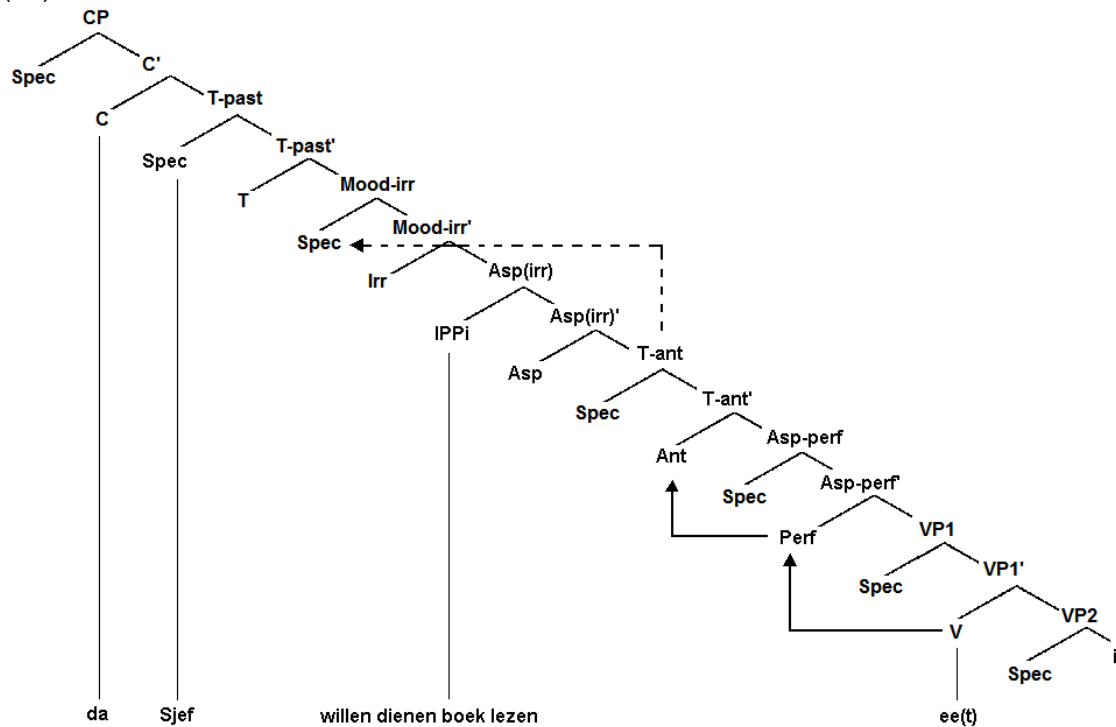 CP
Spec C'
C T-past
Spec T-past'
T Mood-irr
Spec Mood-irr'
Irr Asp(irr)
IPPi Asp(irr)'
Asp T-ant
Spec T-ant'
Ant Asp-perf
Spec Asp-perf'
Perf VP1
Spec VP1'
V VP2
Spec
da Sjef willen dienen boek lezen ee(t)